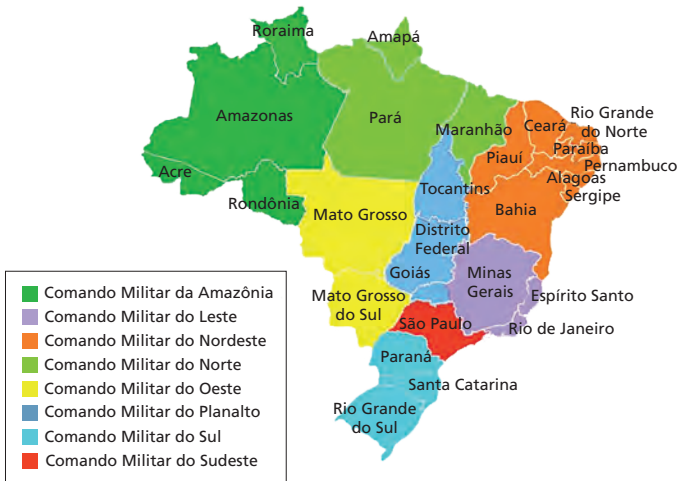 Roraima
Amapá
Amazonas
Pará
Maranhão
Ceará
Rio Grande
do Norte
Paraíba
Piauí
Pernambuco
Acre
Alagoas
Tocantins
Sergipe
Rondônia
Mato Grosso
Bahia
Distrito
Federal
Goiás
Minas
Gerais
Mato Grosso
do Sul
Espírito Santo
São Paulo
Rio de Janeiro
Paraná
Santa Catarina
Rio Grande
do Sul
Comando Militar da Amazônia
Comando Militar do Leste
Comando Militar do Nordeste
Comando Militar do Norte
Comando Militar do Oeste
Comando Militar do Planalto
Comando Militar do Sul
Comando Militar do Sudeste